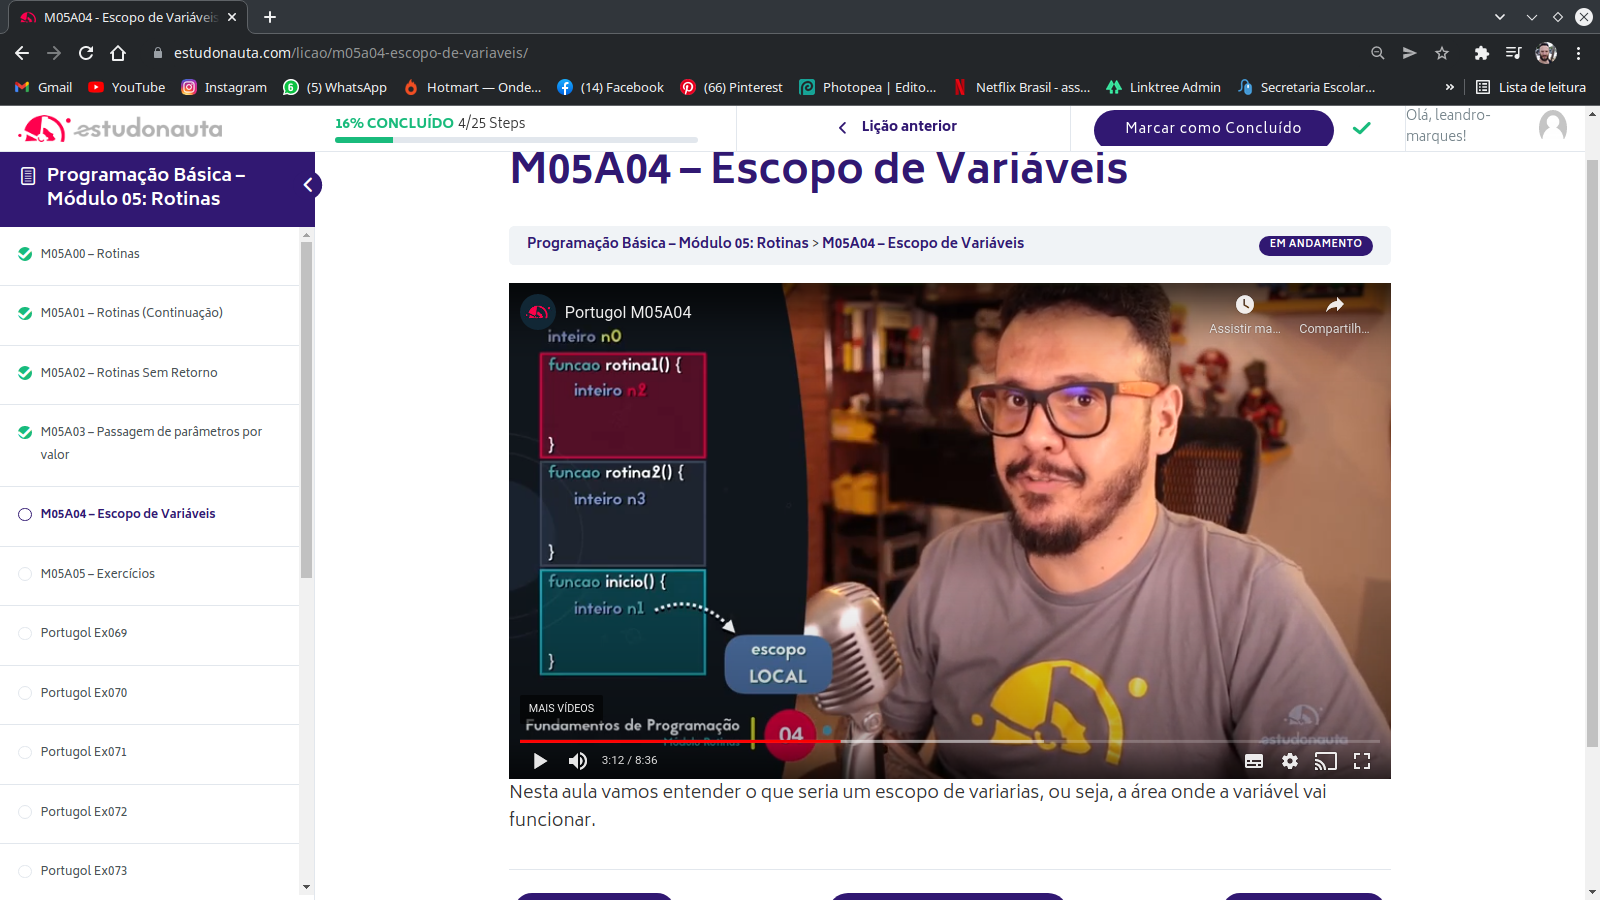 M05A04 - Escopo de Variáveis
estudonauta.com/licao/m05a04-escopo-de-variaveis/
Gmail
YouTube
Instagram
(5) WhatsApp
Hotmart — Onde...
(14) Facebook
(66) Pinterest
Photopea | Edito...
Netflix Brasil - ass...
Linktree Admin
Secretaria Escolar...
»
Lista de leitura
estudonauta
16% CONCLUÍDO 4/25 Steps
Lição anterior
Marcar como Concluído
Olá, leandro-
marques!
Programação Básica –
Módulo 05: Rotinas
M05A00 – Rotinas
M05A01 – Rotinas (Continuação)
M05A02 – Rotinas Sem Retorno
M05A03 – Passagem de parâmetros por
valor
M05A04 – Escopo de Variáveis
M05A05 – Exercícios
Portugol Ex069
Portugol Ex070
Portugol Ex071
Portugol Ex072
Portugol Ex073
M05A04 – Escopo de Variáveis
Programação Básica – Módulo 05: Rotinas > M05A04 – Escopo de Variáveis
EM ANDAMENTO
Portugol M05A04
Assistir ma...
Compartilh...
inteiro n0
funcao rotina1() {
inteiro n2
}
funcao rotina2() {
inteiro n3
}
funcao inicio() {
inteiro n1
}
escopo
LOCAL
MAIS VÍDEOS
Fundamentos de Programação
Módulo Rotinas
04
estudonauta
3:12 / 8:36
Nesta aula vamos entender o que seria um escopo de variarias, ou seja, a área onde a variável vai
funcionar.